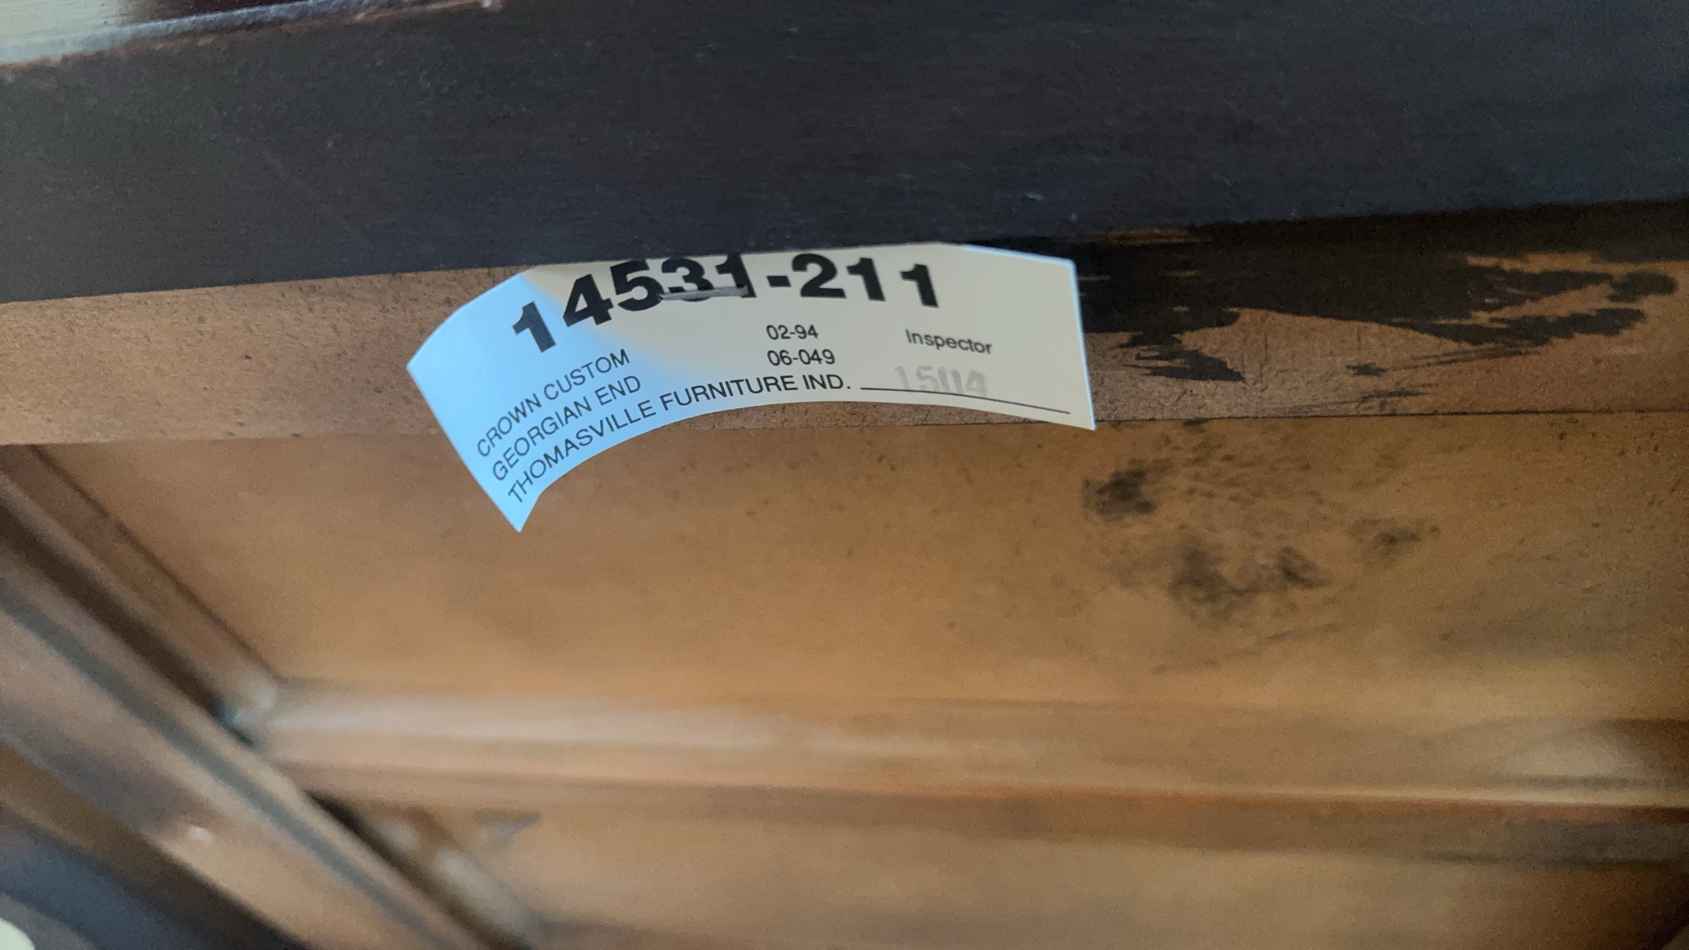 14531-211
CROWN CUSTOM 02-94 Inspector
GEORGIAN END 06-049
THOMASVILLE FURNITURE IND.